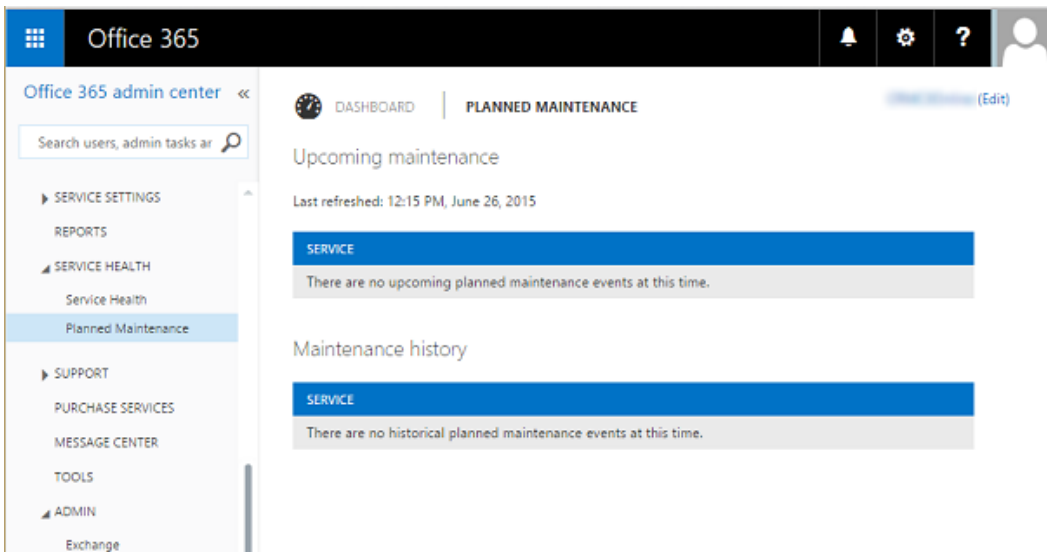 Office 365
?
Office 365 admin center «
Search users, admin tasks ar
SERVICE SETTINGS
REPORTS
SERVICE HEALTH
Service Health
Planned Maintenance
SUPPORT
PURCHASE SERVICES
MESSAGE CENTER
TOOLS
ADMIN
Exchange
DASHBOARD
PLANNED MAINTENANCE
(Edit)
Upcoming maintenance
Last refreshed: 12:15 PM, June 26, 2015
SERVICE
There are no upcoming planned maintenance events at this time.
Maintenance history
SERVICE
There are no historical planned maintenance events at this time.